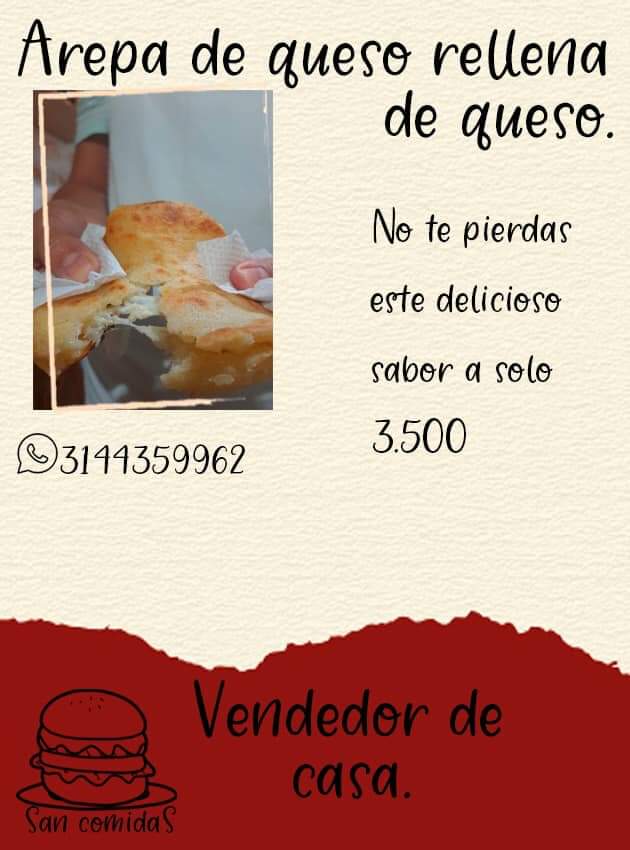 Arepa de queso rellena
de queso.
No te pierdas
este delicioso
sabor a solo
3.500
3144359962
Vendedor de
casa.
San comidas